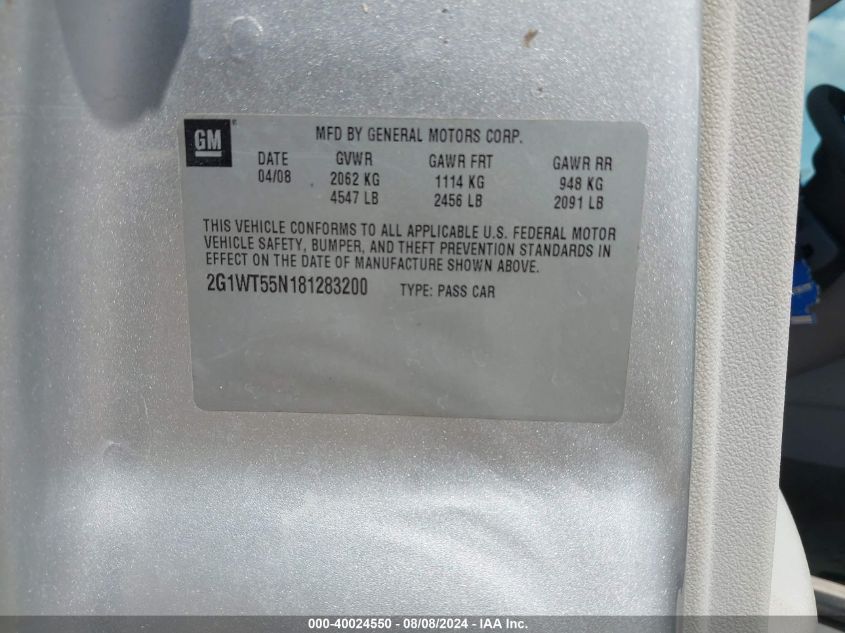 GM
MFD BY GENERAL MOTORS CORP.
DATE GVWR GAWR FRT GAWR RR
04/08 2062 KG 1114 KG 948 KG
4547 LB 2456 LB 2091 LB
THIS VEHICLE CONFORMS TO ALL APPLICABLE U.S. FEDERAL MOTOR
VEHICLE SAFETY, BUMPER, AND THEFT PREVENTION STANDARDS IN
EFFECT ON THE DATE OF MANUFACTURE SHOWN ABOVE.
2G1WT55N181283200 TYPE: PASS CAR
000-40024550 - 08/08/2024 - IAA Inc.